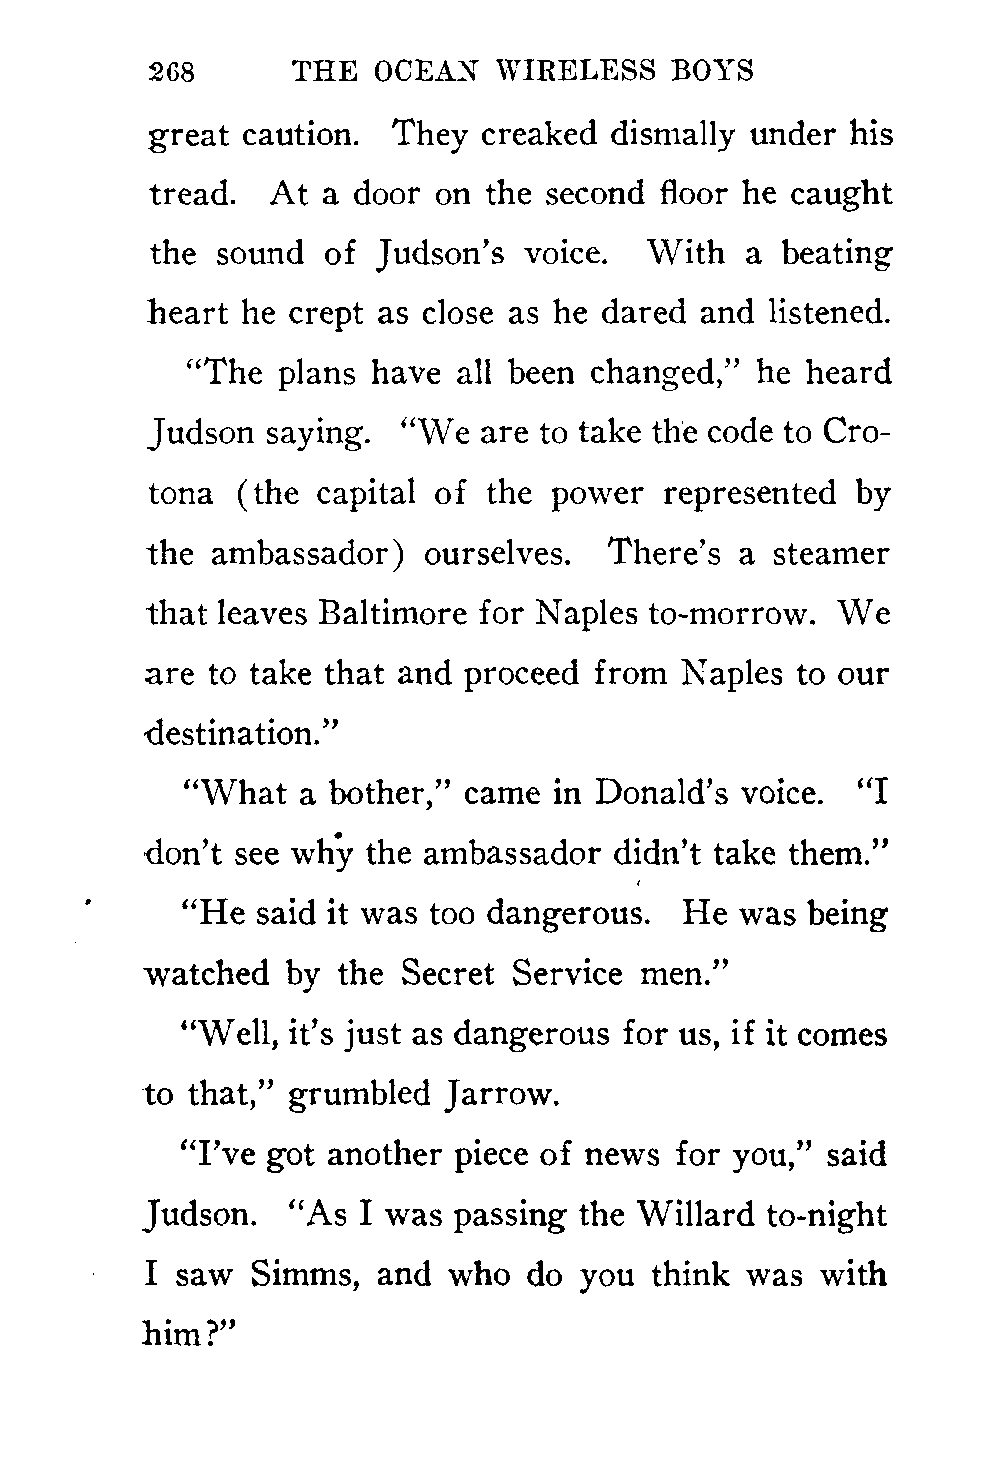 268 THE OCEAN WIRELESS BOYS
great caution. They creaked dismally under his
tread. At a door on the second floor he caught
the sound of Judson's voice. With a beating
heart he crept as close as he dared and listened.
"The plans have all been changed," he heard
Judson saying. "We are to take the code to Cro-
tona (the capital of the power represented by
the ambassador) ourselves. There's a steamer
that leaves Baltimore for Naples to-morrow. We
are to take that and proceed from Naples to our
destination."
"What a bother," came in Donald's voice. "I
don't see why the ambassador didn't take them."
"He said it was too dangerous. He was being
watched by the Secret Service men."
"Well, it's just as dangerous for us, if it comes
to that," grumbled Jarrow.
"I've got another piece of news for you," said
Judson. "As I was passing the Willard to-night
I saw Simms, and who do you think was with
him?"